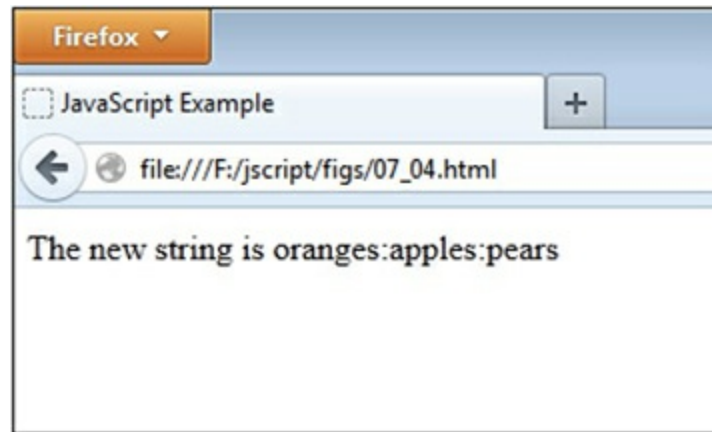 Firefox
JavaScript Example
file:///F:/jscript/figs/07_04.html
The new string is oranges:apples:pears